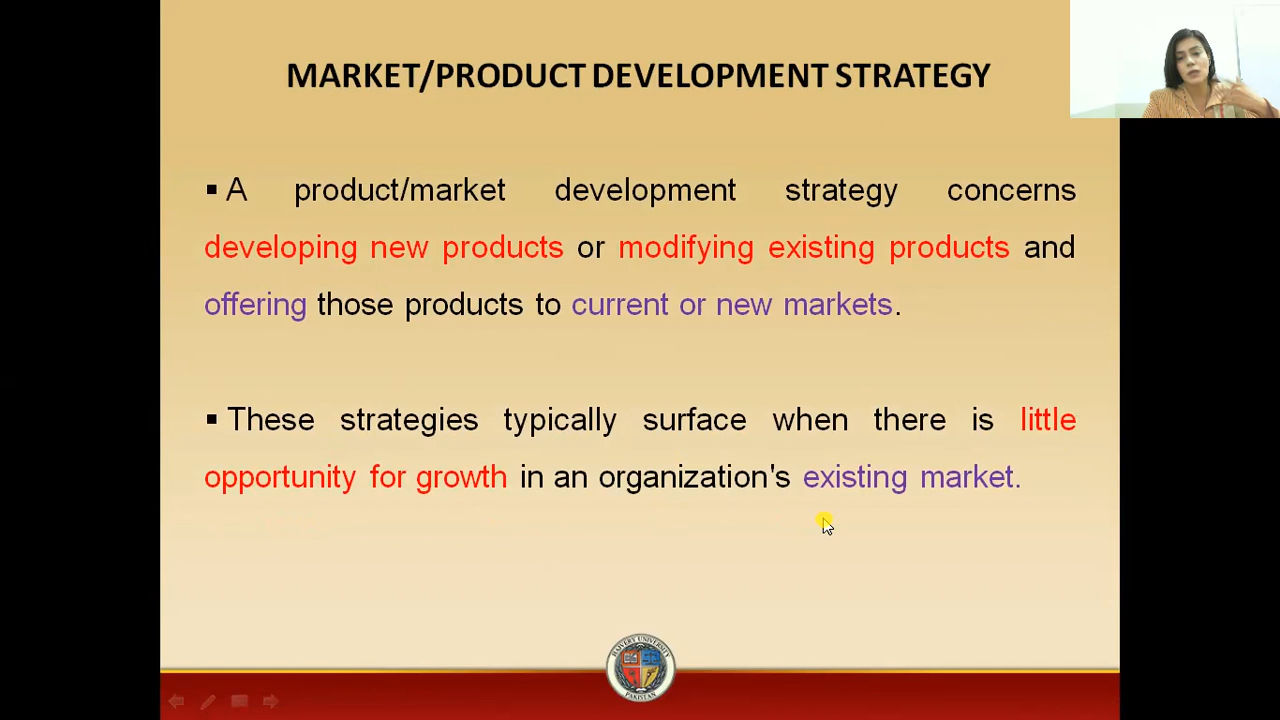 MARKET/PRODUCT DEVELOPMENT STRATEGY
▪ A product/market development strategy concerns
developing new products or modifying existing products and
offering those products to current or new markets.
▪ These strategies typically surface when there is little
opportunity for growth in an organization's existing market.
UNIVERSITY
PAKISTAN